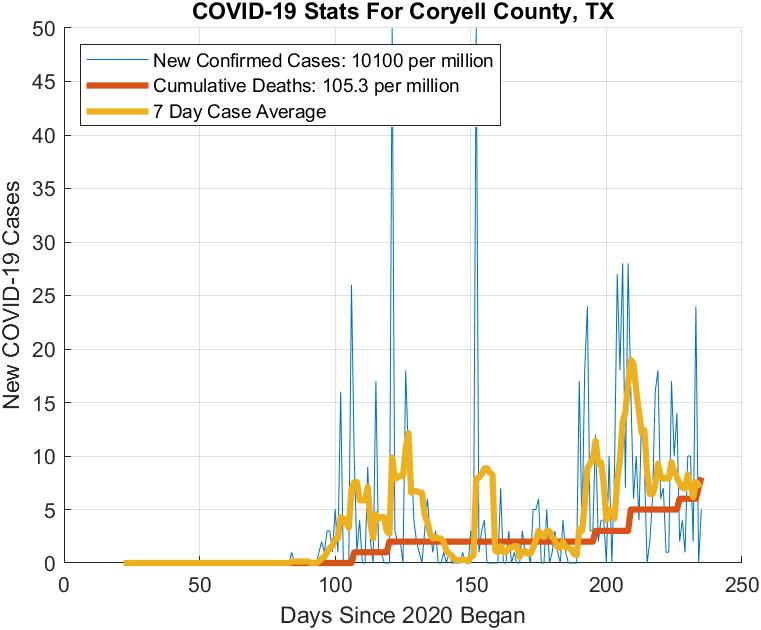 COVID-19 Stats For Coryell County, TX
New Confirmed Cases: 10100 per million
Cumulative Deaths: 105.3 per million
7 Day Case Average
New COVID-19 Cases
50
45
40
35
30
25
20
15
10
5
0
0 50 100 150 200 250
Days Since 2020 Began